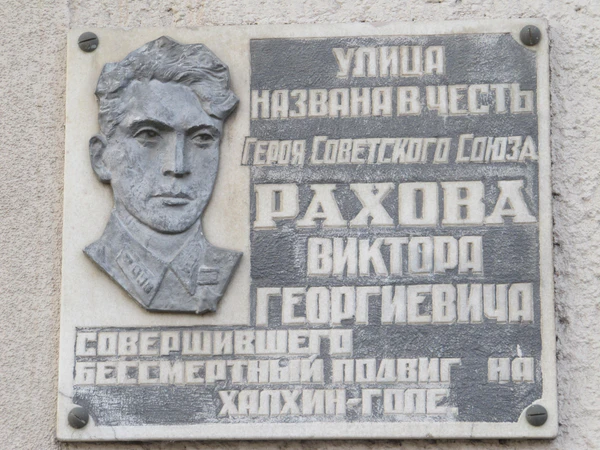 УЛИЦА
НАЗВАНА В ЧЕСТЬ
ГЕРОЯ СОВЕТСКОГО СОЮЗА
РАХОВА
ВИКТОРА
ГЕОРГИЕВИЧА
СОВЕРШИВШЕГО
БЕССМЕРТНЫЙ ПОДВИГ НА
ХАЛХИН-ГОЛЕ.